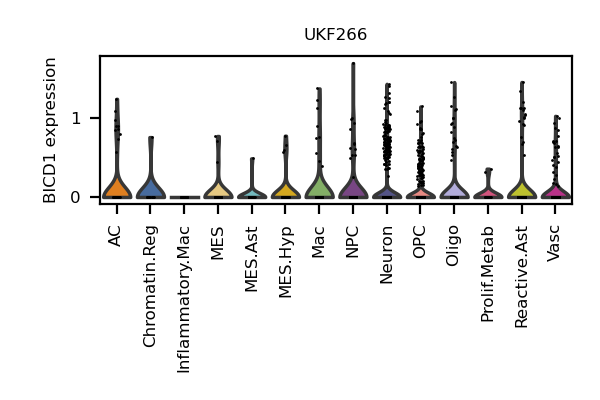 UKF266
BICD1 expression
1
0
AC
Chromatin.Reg
Inflammatory.Mac
MES
MES.Ast
MES.Hyp
Mac
NPC
Neuron
OPC
Oligo
Prolif.Metab
Reactive.Ast
Vasc